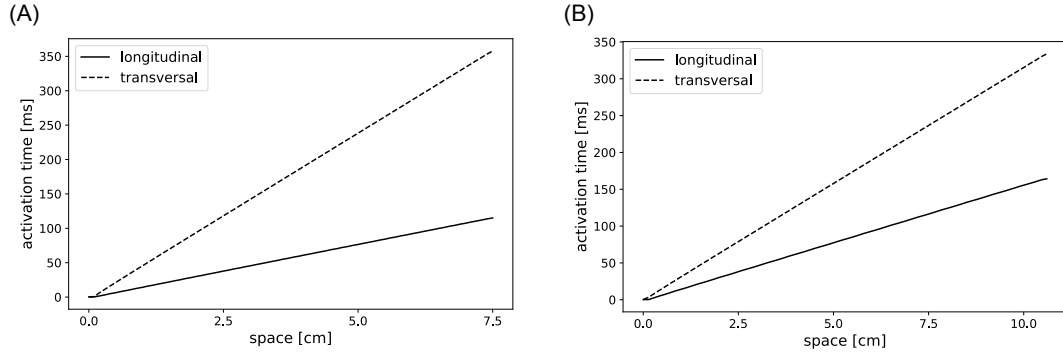 (A)
longitudinal
transversal
activation time [ms]
350
300
250
200
150
100
50
0
0.0 2.5 5.0 7.5
space [cm]
(B)
longitudinal
transversal
activation time [ms]
350
300
250
200
150
100
50
0
0.0 2.5 5.0 7.5 10.0
space [cm]